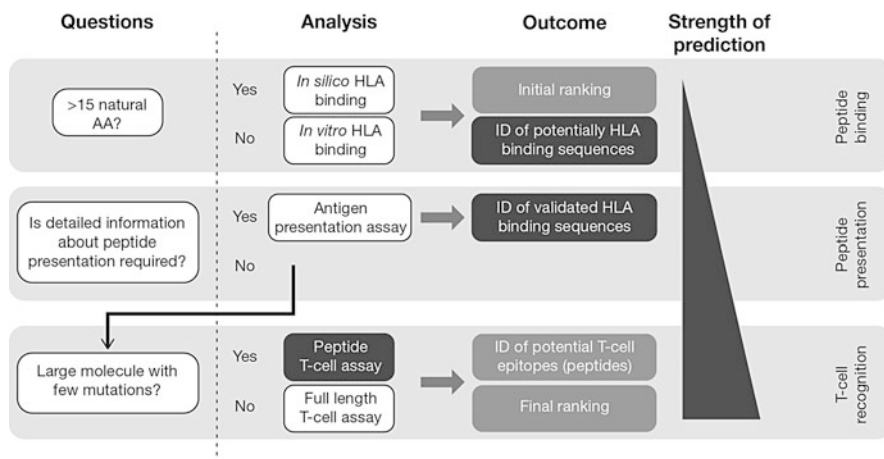 Questions
Analysis
Outcome
Strength of
prediction
>15 natural
AA?
Yes
In silico HLA
binding
No
In vitro HLA
binding
Initial ranking
ID of potentially HLA
binding sequences
Peptide
binding
Is detailed information
about peptide
presentation required?
Yes
Antigen
presentation assay
No
ID of validated HLA
binding sequences
Peptide
presentation
Large molecule with
few mutations?
Yes
Peptide
T-cell assay
No
Full length
T-cell assay
ID of potential T-cell
epitopes (peptides)
Final ranking
T-cell
recognition